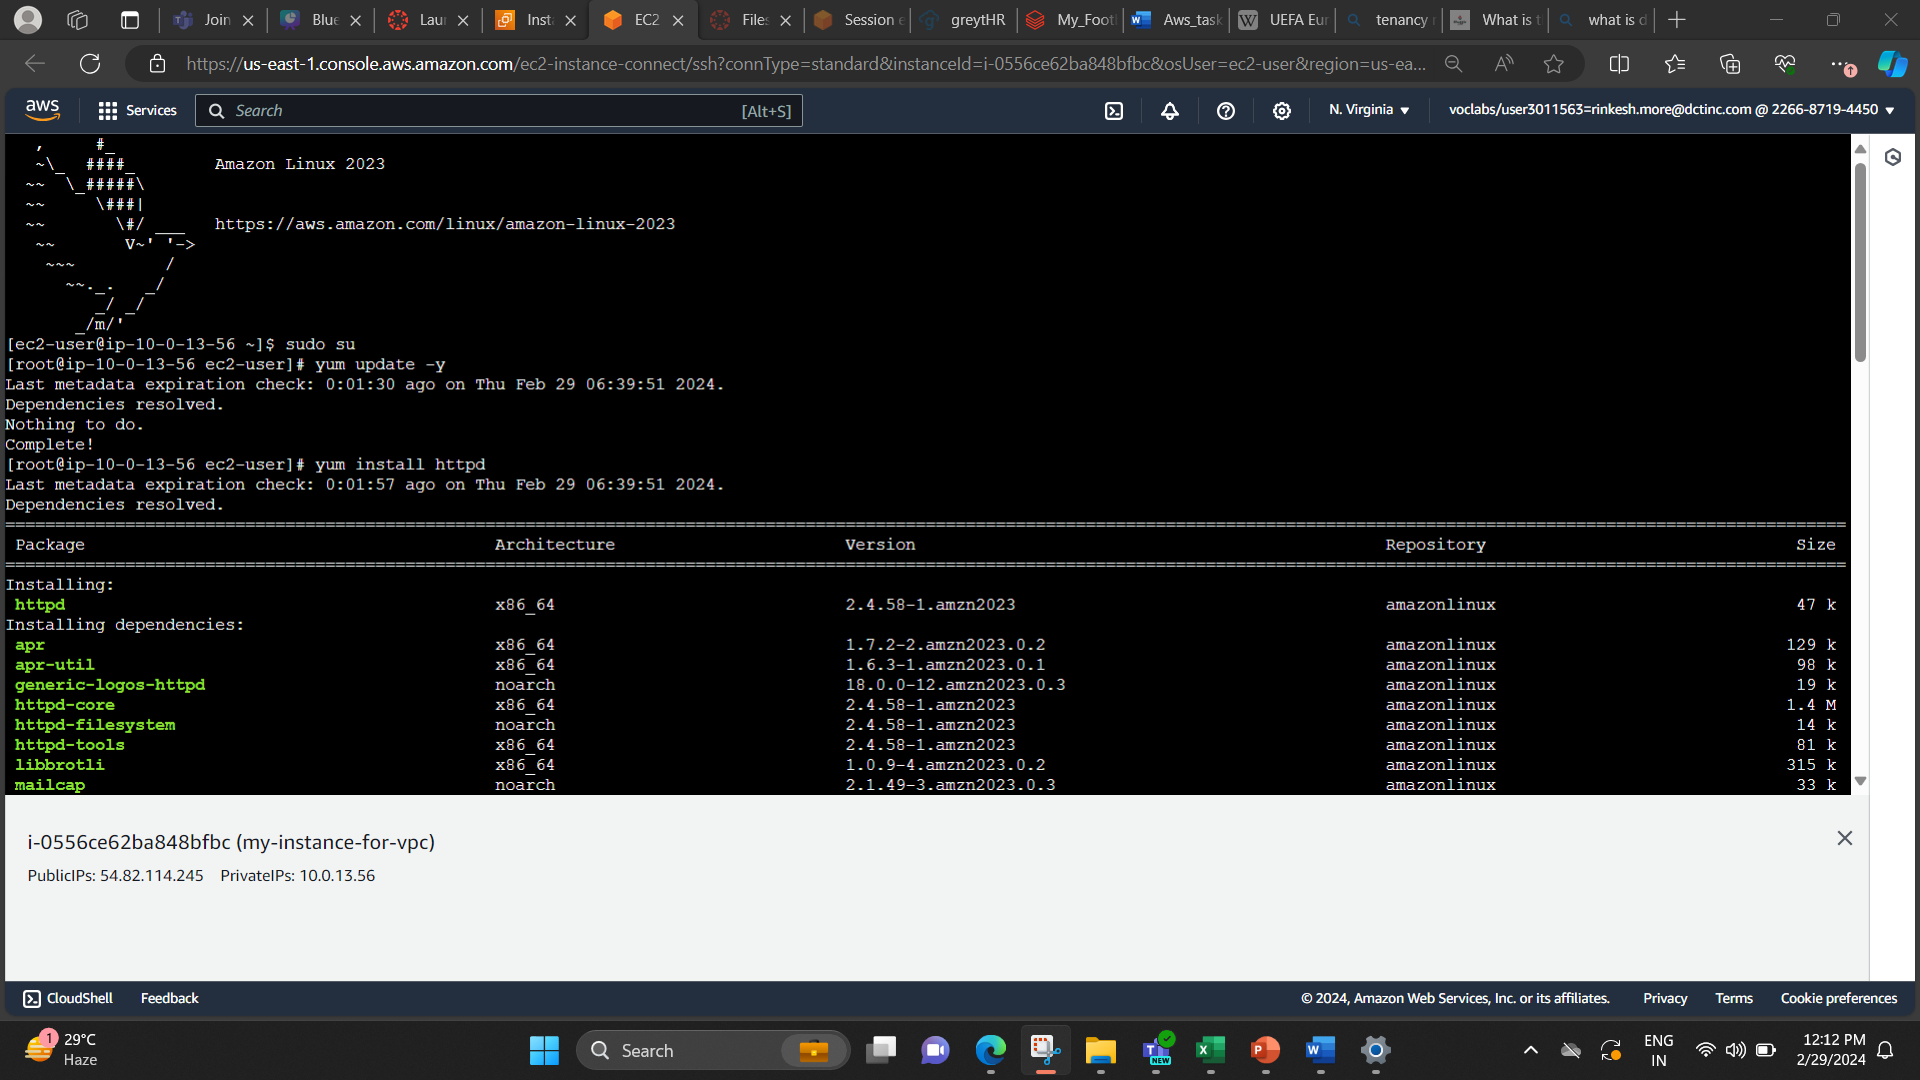 Join
Blue
Laun
Inst
EC2
Files
Session e
greytHR
My_Foot
Aws_task
UEFA Eur
tenancy
What is t
what is d
https://us-east-1.console.aws.amazon.com/ec2-instance-connect/ssh?connType=standard&instanceId=i-0556ce62ba848bfbc&osUser=ec2-user&region=us-ea...
aws Services Search [Alt+S] N. Virginia voclabs/user3011563=rinkesh.more@dctinc.com @ 2266-8719-4450
   ,     #_
   ~\_  ####_        Amazon Linux 2023
  ~~  \_#####\
  ~~     \###|
  ~~       \#/ ___   https://aws.amazon.com/linux/amazon-linux-2023
   ~~       V~' '->
    ~~~         /
      ~~._.   _/
         _/ _/
       _/m/'
[ec2-user@ip-10-0-13-56 ~]$ sudo su
[root@ip-10-0-13-56 ec2-user]# yum update -y
Last metadata expiration check: 0:01:30 ago on Thu Feb 29 06:39:51 2024.
Dependencies resolved.
Nothing to do.
Complete!
[root@ip-10-0-13-56 ec2-user]# yum install httpd
Last metadata expiration check: 0:01:57 ago on Thu Feb 29 06:39:51 2024.
Dependencies resolved.
Package Architecture Version Repository Size
Installing:
httpd x86_64 2.4.58-1.amzn2023 amazonlinux 47 k
Installing dependencies:
apr x86_64 1.7.2-2.amzn2023.0.2 amazonlinux 129 k
apr-util x86_64 1.6.3-1.amzn2023.0.1 amazonlinux 98 k
generic-logos-httpd noarch 18.0.0-12.amzn2023.0.3 amazonlinux 19 k
httpd-core x86_64 2.4.58-1.amzn2023 amazonlinux 1.4 M
httpd-filesystem noarch 2.4.58-1.amzn2023 amazonlinux 14 k
httpd-tools x86_64 2.4.58-1.amzn2023 amazonlinux 81 k
libbrotli x86_64 1.0.9-4.amzn2023.0.2 amazonlinux 315 k
mailcap noarch 2.1.49-3.amzn2023.0.3 amazonlinux 33 k
i-0556ce62ba848bfbc (my-instance-for-vpc)
PublicIPs: 54.82.114.245 PrivateIPs: 10.0.13.56
CloudShell Feedback © 2024, Amazon Web Services, Inc. or its affiliates. Privacy Terms Cookie preferences
1
29°C
Haze
Search
NEW
ENG
IN
12:12 PM
2/29/2024